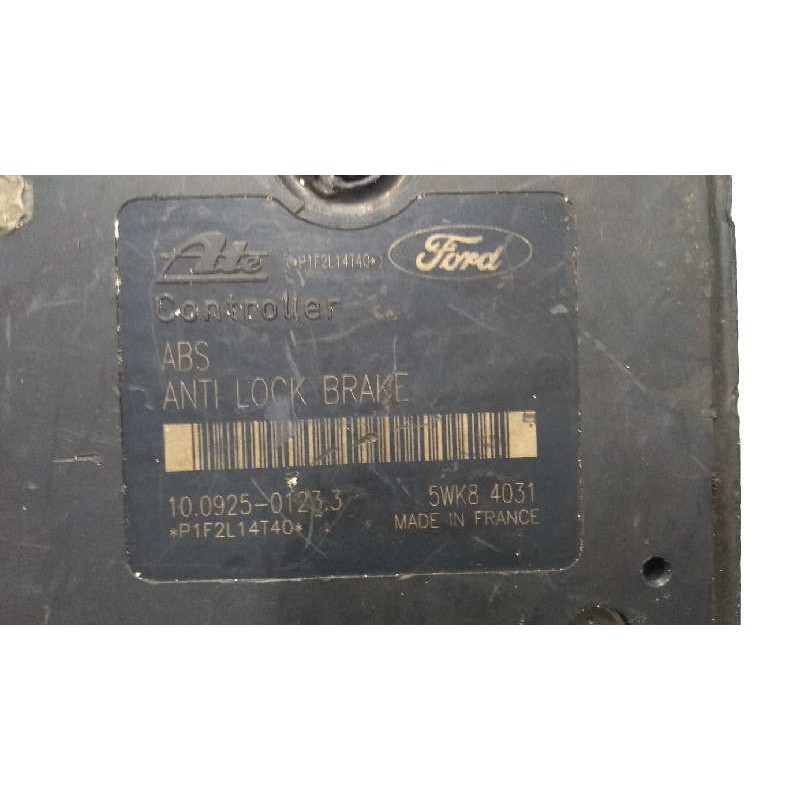 Ate (*P1F2L14T40*) Ford
Controller
ABS
ANTI LOCK BRAKE
10.0925-0123.3 5WK8 4031
*P1F2L14T40* MADE IN FRANCE